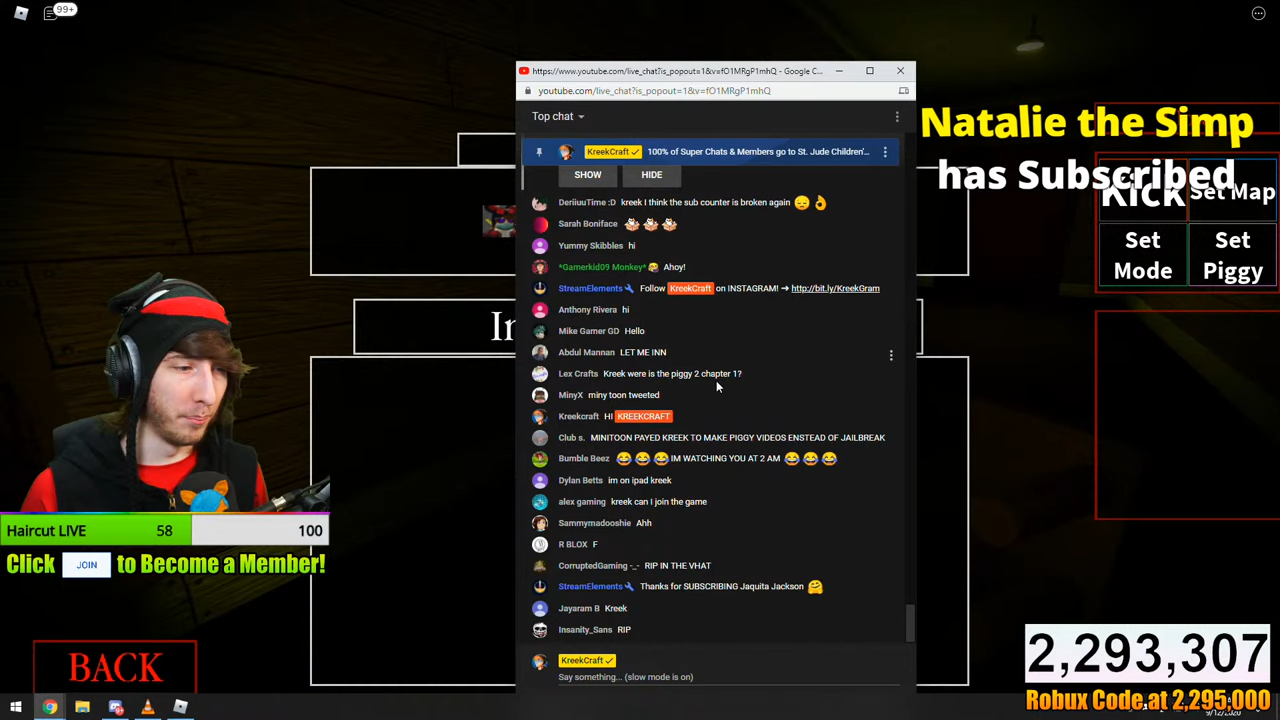 99+
https://www.youtube.com/live_chat?is_popout=1&v=fO1MRgP1mhQ - Google C...
youtube.com/live_chat?is_popout=1&v=fO1MRgP1mhQ
Top chat
KreekCraft 100% of Super Chats & Members go to St. Jude Children'...
SHOW HIDE
DeriiuuTime :D kreek I think the sub counter is broken again 😔 👌
Sarah Boniface
Yummy Skibbles hi
*Gamerkid09 Monkey* 😂 Ahoy!
StreamElements Follow KreekCraft on INSTAGRAM! ➔ http://bit.ly/KreekGram
Anthony Rivera hi
Mike Gamer GD Hello
Abdul Mannan LET ME INN
Lex Crafts Kreek were is the piggy 2 chapter 1?
MinyX miny toon tweeted
Kreekcraft HI KREEKCRAFT
Club s. MINITOON PAYED KREEK TO MAKE PIGGY VIDEOS ENSTEAD OF JAILBREAK
Bumble Beez 😂 😂 😂 IM WATCHING YOU AT 2 AM 😂 😂 😂
Dylan Betts im on ipad kreek
alex gaming kreek can I join the game
Sammymadooshie Ahh
R BLOX F
CorruptedGaming -_- RIP IN THE VHAT
StreamElements Thanks for SUBSCRIBING Jaquita Jackson 🤗
Jayaram B Kreek
Insanity_Sans RIP
KreekCraft
Say something... (slow mode is on)
Natalie the Simp
has Subscribed
Kick
Set Map
Set
Mode
Set
Piggy
In
Haircut LIVE 58 100
Click JOIN to Become a Member!
BACK
2,293,307
Robux Code at 2,295,000
9/12/2020